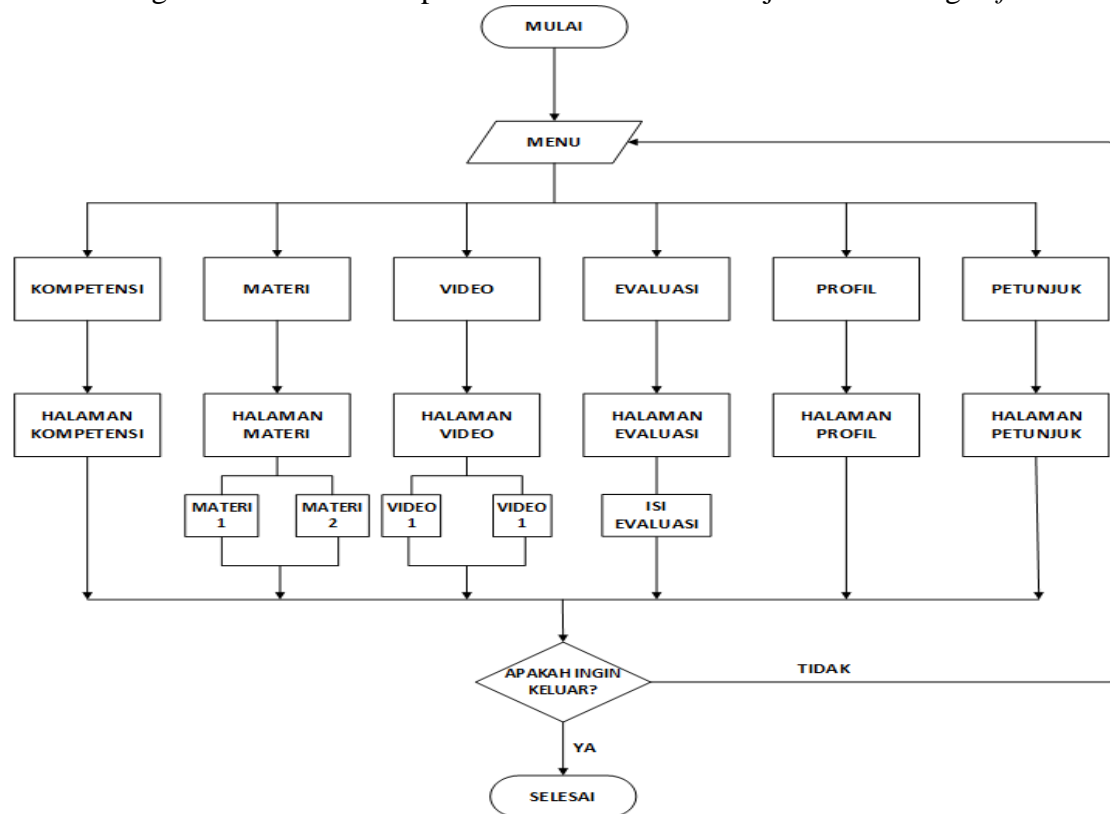 MULAI
MENU
KOMPETENSI
MATERI
VIDEO
EVALUASI
PROFIL
PETUNJUK
HALAMAN
KOMPETENSI
HALAMAN
MATERI
HALAMAN
VIDEO
HALAMAN
EVALUASI
HALAMAN
PROFIL
HALAMAN
PETUNJUK
MATERI
1
MATERI
2
VIDEO
1
VIDEO
1
ISI
EVALUASI
APAKAH INGIN
KELUAR?
TIDAK
YA
SELESAI